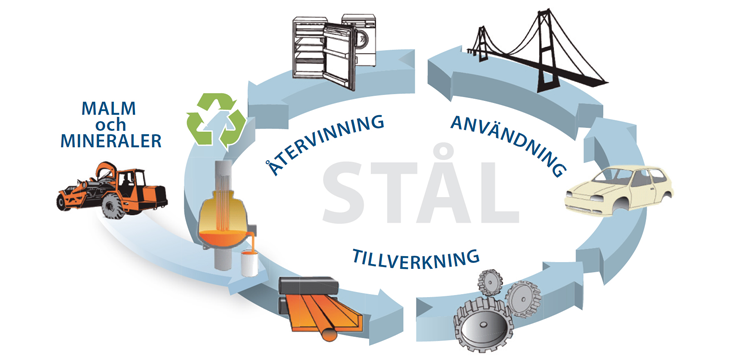 MALM
och
MINERALER
ÅTERVINNING
ANVÄNDNING
STÅL
TILLVERKNING